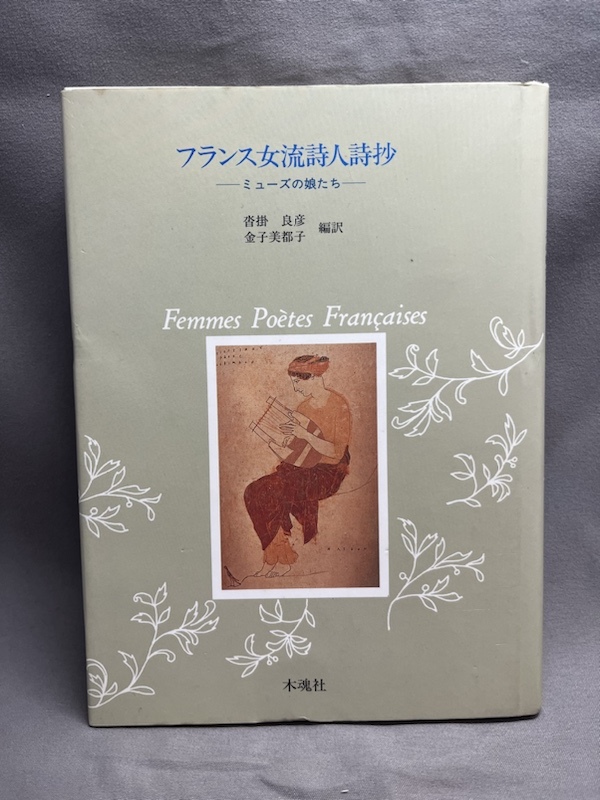 フランス女流詩人詩抄
――ミューズの娘たち――
沓掛 良彦
金子美都子 編訳
Femmes Poètes Françaises
木魂社